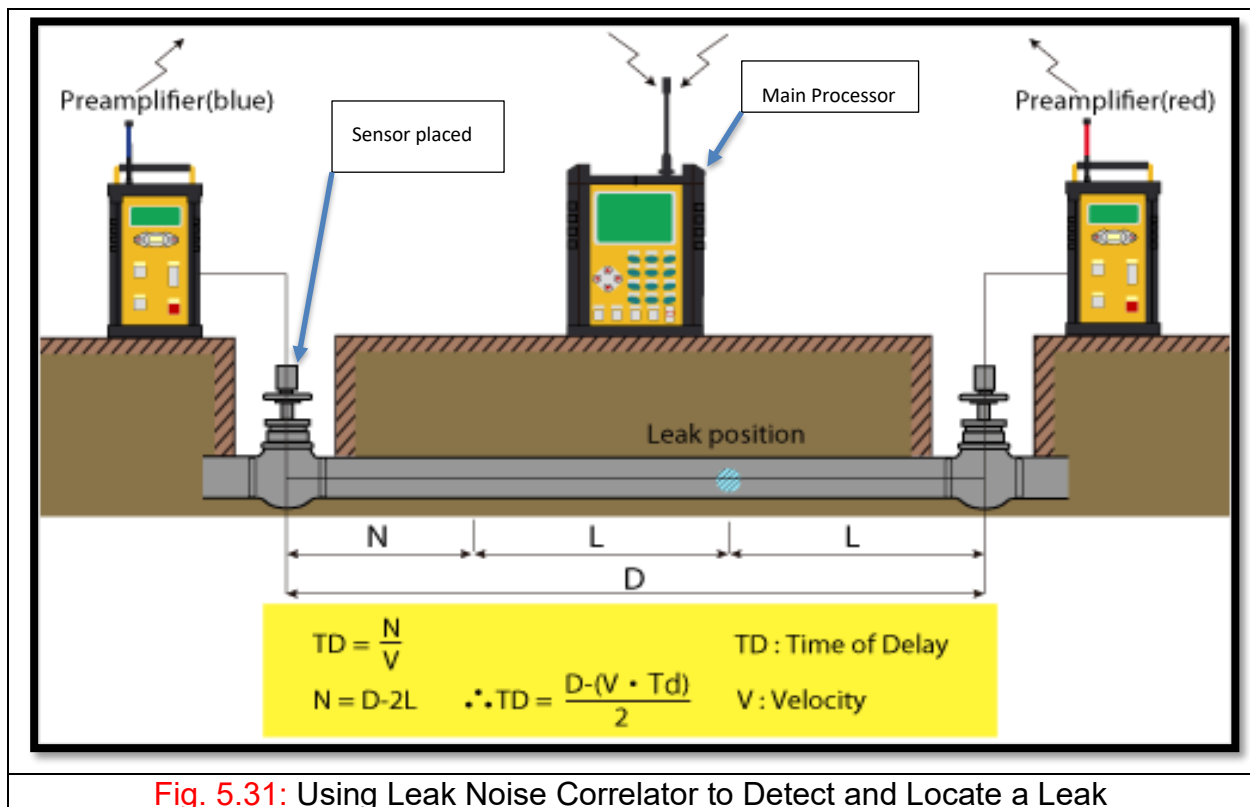 Preamplifier(blue)
Sensor placed
Main Processor
Preamplifier(red)
Leak position
N L L
D
TD = N/V TD : Time of Delay
N = D-2L ∴TD = D-(V · Td)/2 V : Velocity
Fig. 5.31: Using Leak Noise Correlator to Detect and Locate a Leak